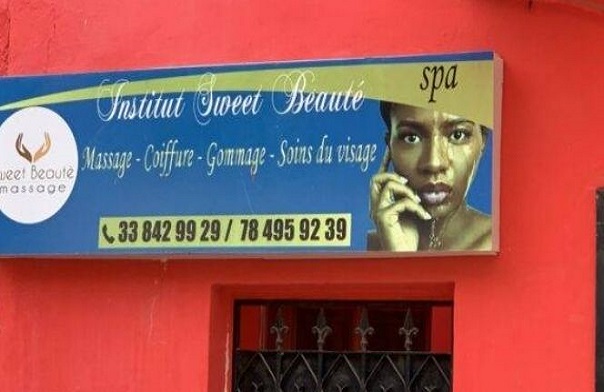 Institut Sweet Beauté
spa
Massage - Coiffure - Gommage - Soins du visage
weet Beauté
massage
33 842 99 29 / 78 495 92 39